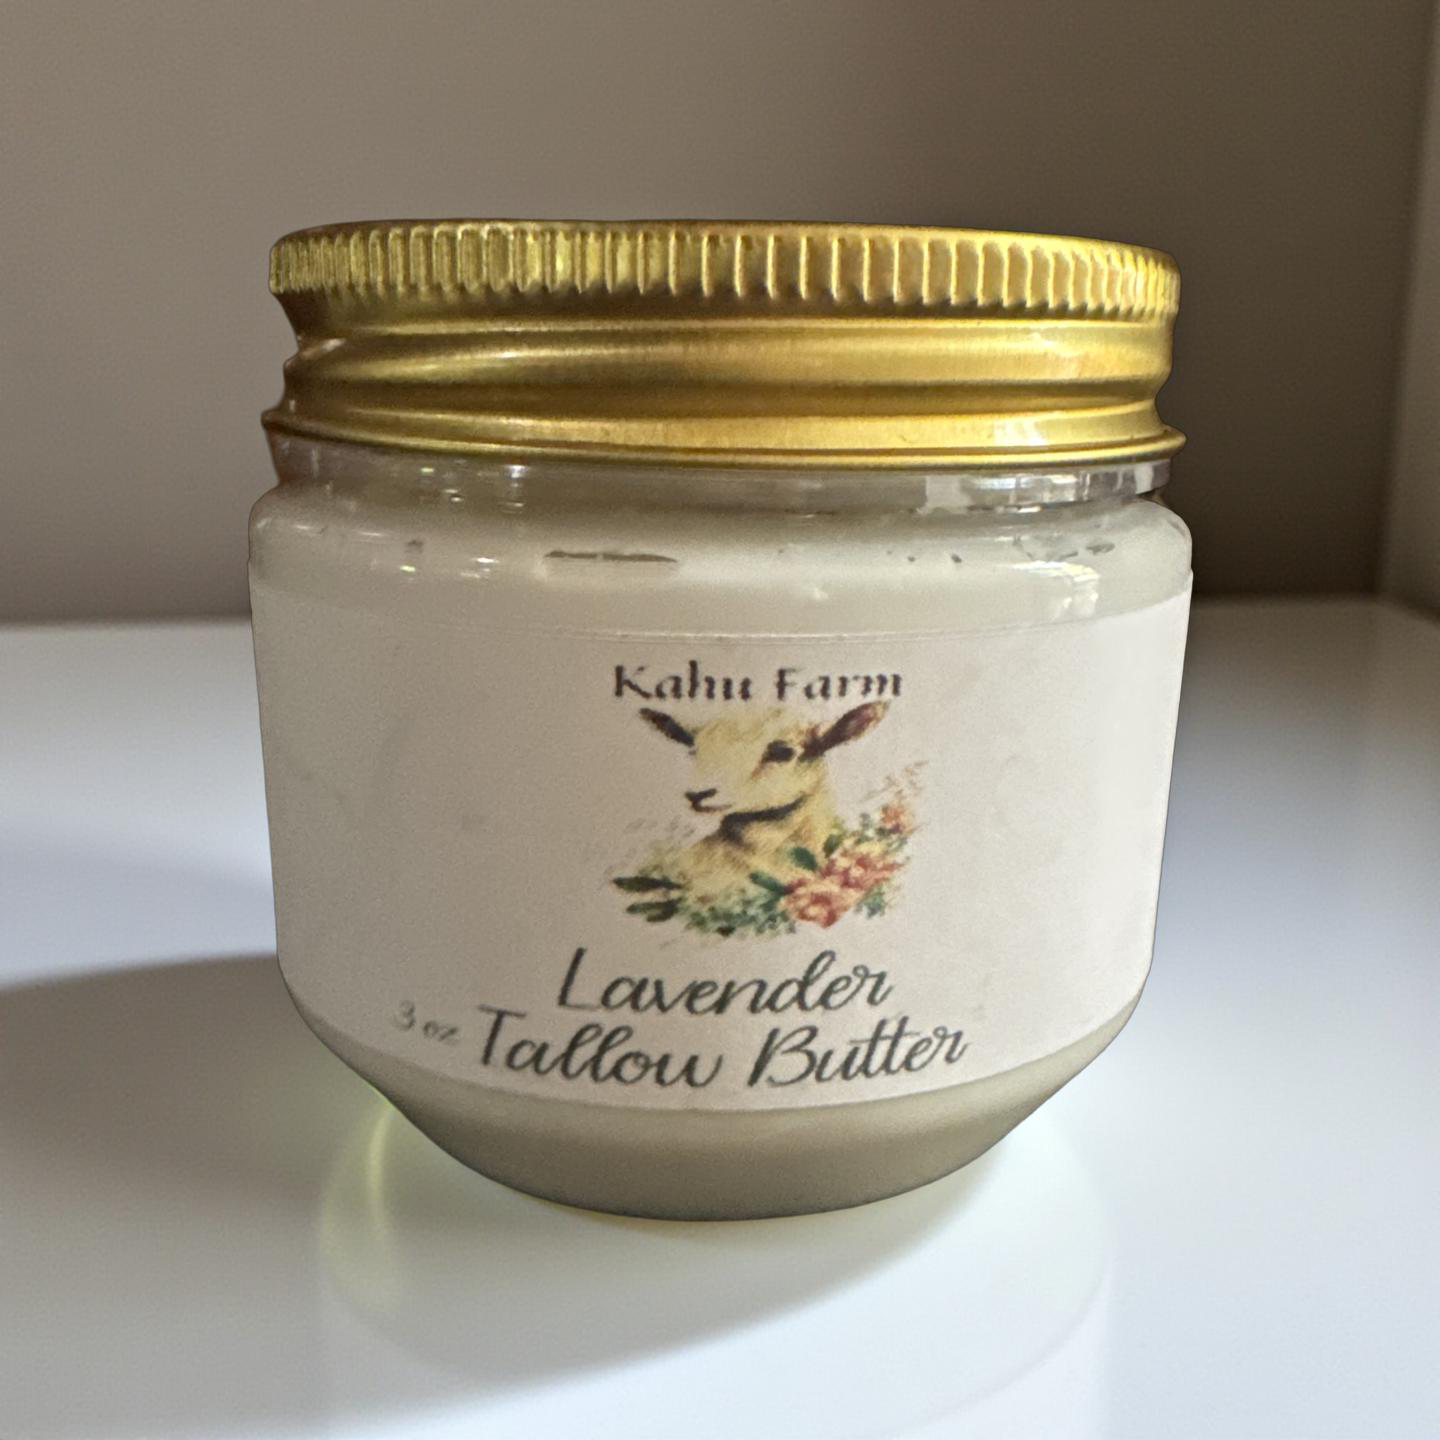 Kahu Farm
Lavender
3 oz Tallow Butter